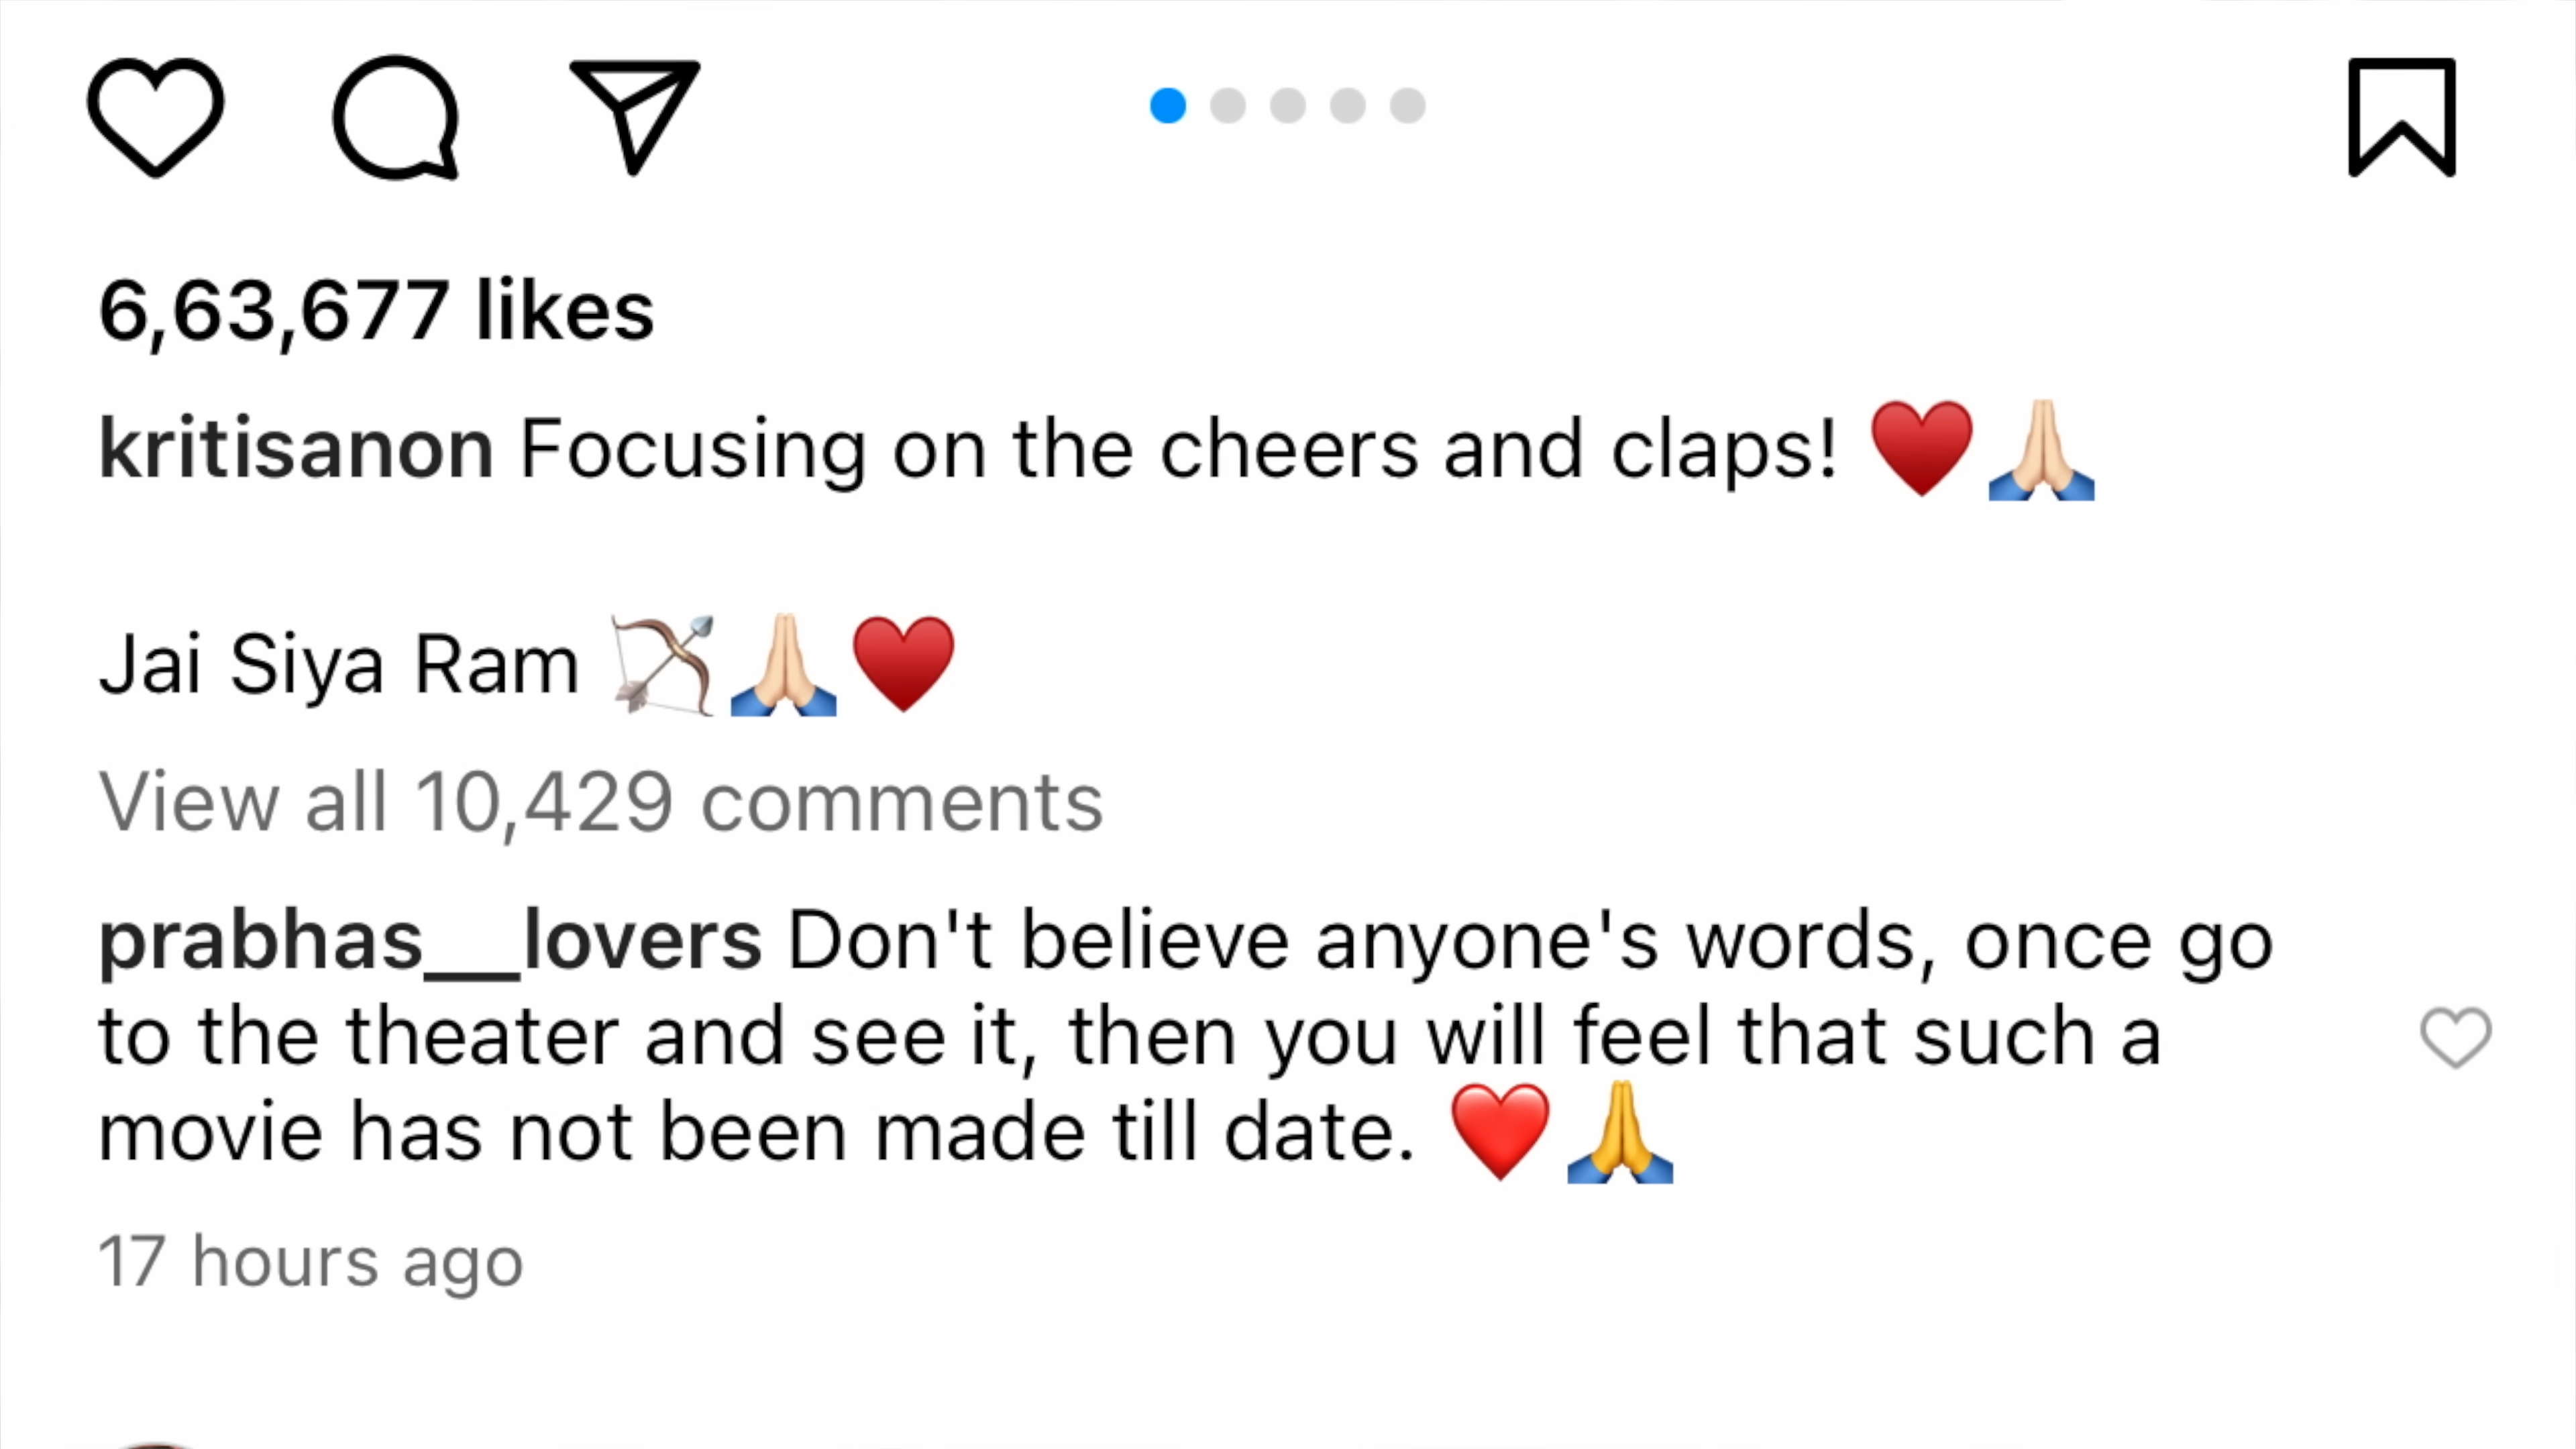 6,63,677 likes
kritisanon Focusing on the cheers and claps! ♥️🙏🏻
Jai Siya Ram 🏹🙏🏻♥️
View all 10,429 comments
prabhas__lovers Don't believe anyone's words, once go
to the theater and see it, then you will feel that such a
movie has not been made till date. ❤️🙏
17 hours ago